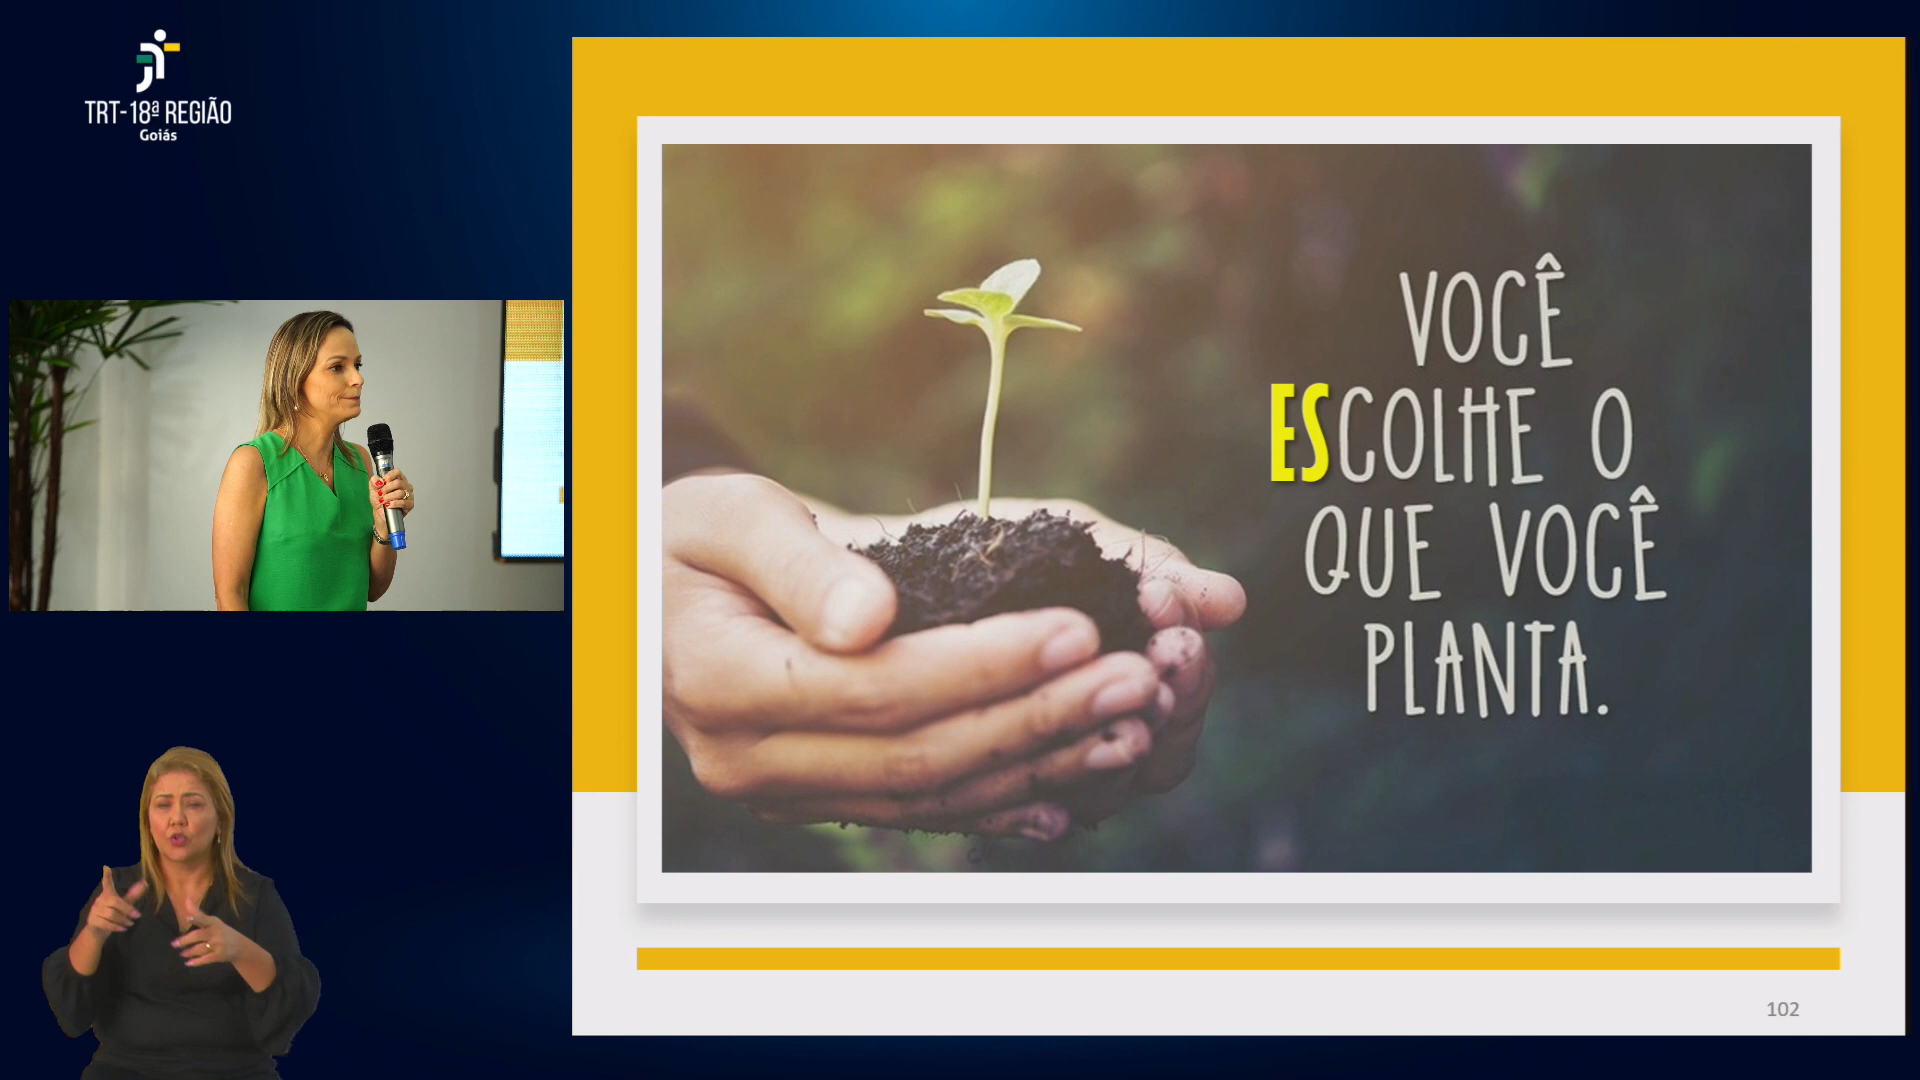 TRT-18ª REGIÃO
Goiás
VOCÊ
ESCOLHE O
QUE VOCÊ
PLANTA.
102